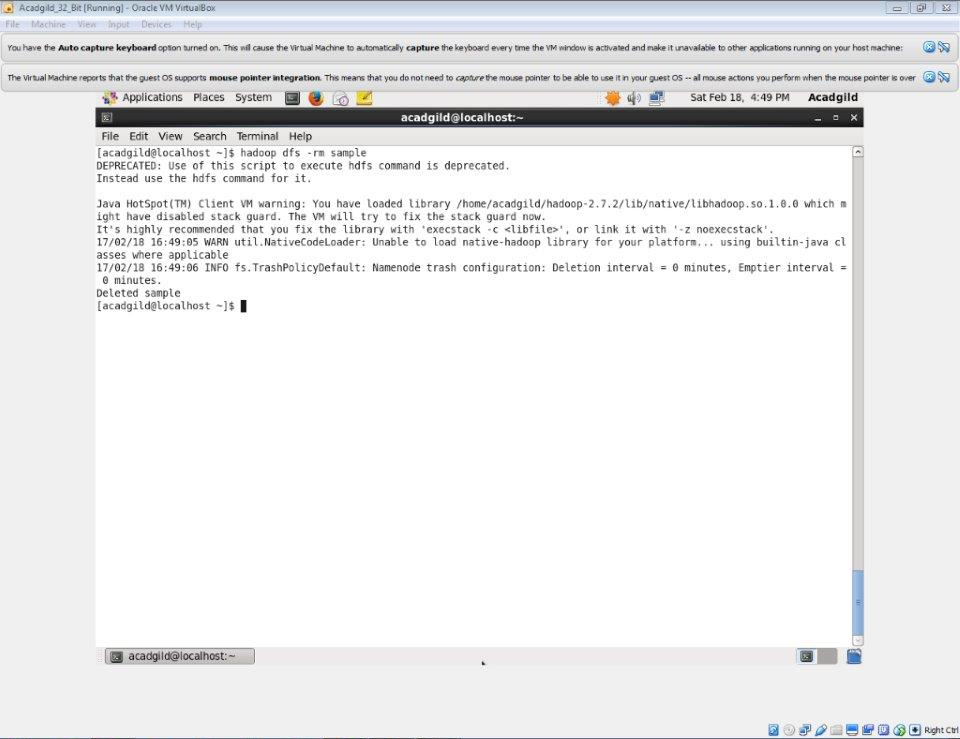 Acadgild_32_Bit [Running] - Oracle VM VirtualBox
File Machine View Input Devices Help
You have the Auto capture keyboard option turned on. This will cause the Virtual Machine to automatically capture the keyboard every time the VM window is activated and make it unavailable to other applications running on your host machine:
The Virtual Machine reports that the guest OS supports mouse pointer integration. This means that you do not need to capture the mouse pointer to be able to use it in your guest OS -- all mouse actions you perform when the mouse pointer is over
Applications Places System Sat Feb 18, 4:49 PM Acadgild
acadgild@localhost:~
File Edit View Search Terminal Help
[acadgild@localhost ~]$ hadoop dfs -rm sample
DEPRECATED: Use of this script to execute hdfs command is deprecated.
Instead use the hdfs command for it.
Java HotSpot(TM) Client VM warning: You have loaded library /home/acadgild/hadoop-2.7.2/lib/native/libhadoop.so.1.0.0 which m
ight have disabled stack guard. The VM will try to fix the stack guard now.
It's highly recommended that you fix the library with 'execstack -c <libfile>', or link it with '-z noexecstack'.
17/02/18 16:49:05 WARN util.NativeCodeLoader: Unable to load native-hadoop library for your platform... using builtin-java cl
asses where applicable
17/02/18 16:49:06 INFO fs.TrashPolicyDefault: Namenode trash configuration: Deletion interval = 0 minutes, Emptier interval =
0 minutes.
Deleted sample
[acadgild@localhost ~]$
acadgild@localhost:~
Right Ctrl